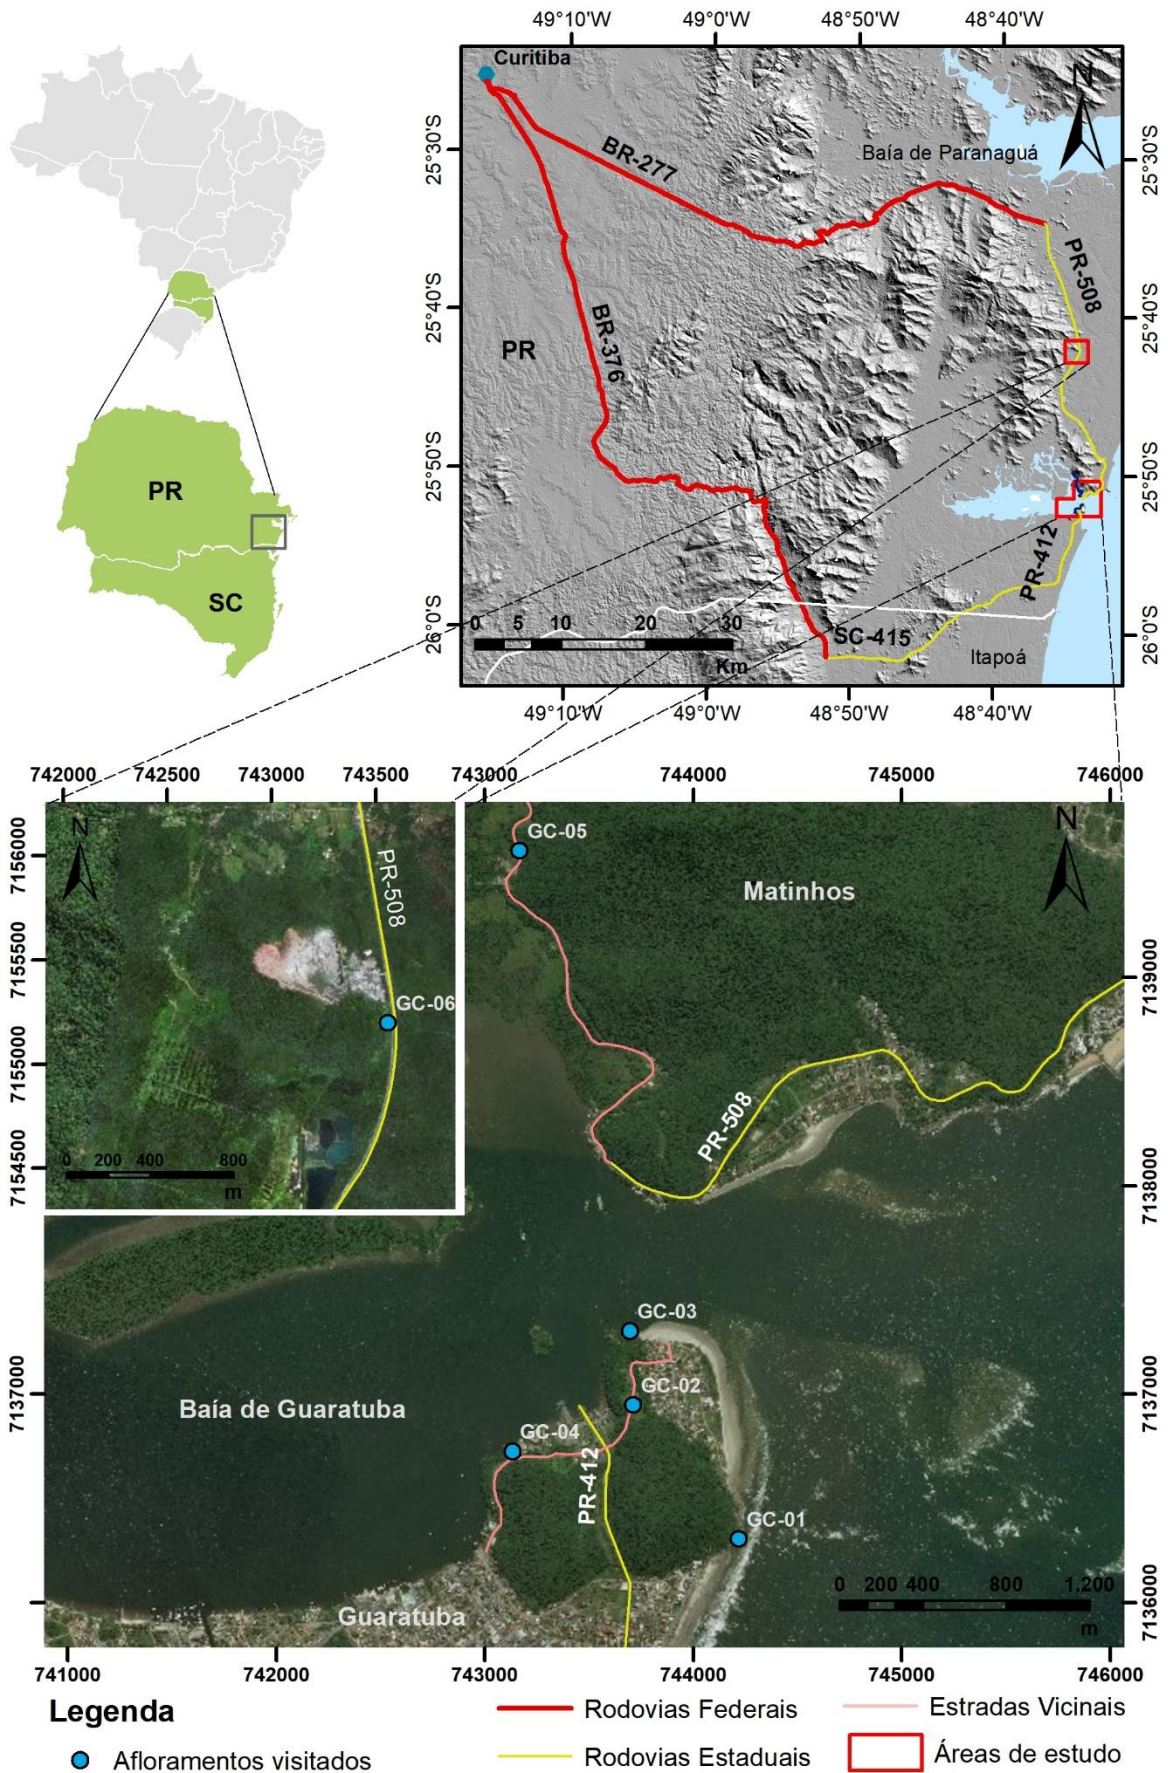 49°10'W 49°0'W 48°50'W 48°40'W
Curitiba
N
BR-277
Baía de Paranaguá
25°30'S
25°30'S
PR-508
25°40'S
25°40'S
BR-376
PR
25°50'S
25°50'S
PR-412
26°0'S
26°0'S
0 5 10 20 30
Km
SC-415
Itapoá
49°10'W 49°0'W 48°50'W 48°40'W
PR
SC
742000 742500 743000 743500
743000 744000 745000 746000
N
PR-508
GC-06
7156000
7155500
7155000
7154500
0 200 400 800
m
GC-05
Matinhos
N
7139000
PR-508
7138000
GC-03
7137000
7137000
GC-02
Baía de Guaratuba
GC-04
PR-412
GC-01
0 200 400 800 1.200
m
7136000
Guaratuba
741000 742000 743000 744000 745000 746000
Legenda
Afloramentos visitados
Rodovias Federais
Rodovias Estaduais
Estradas Vicinais
Áreas de estudo